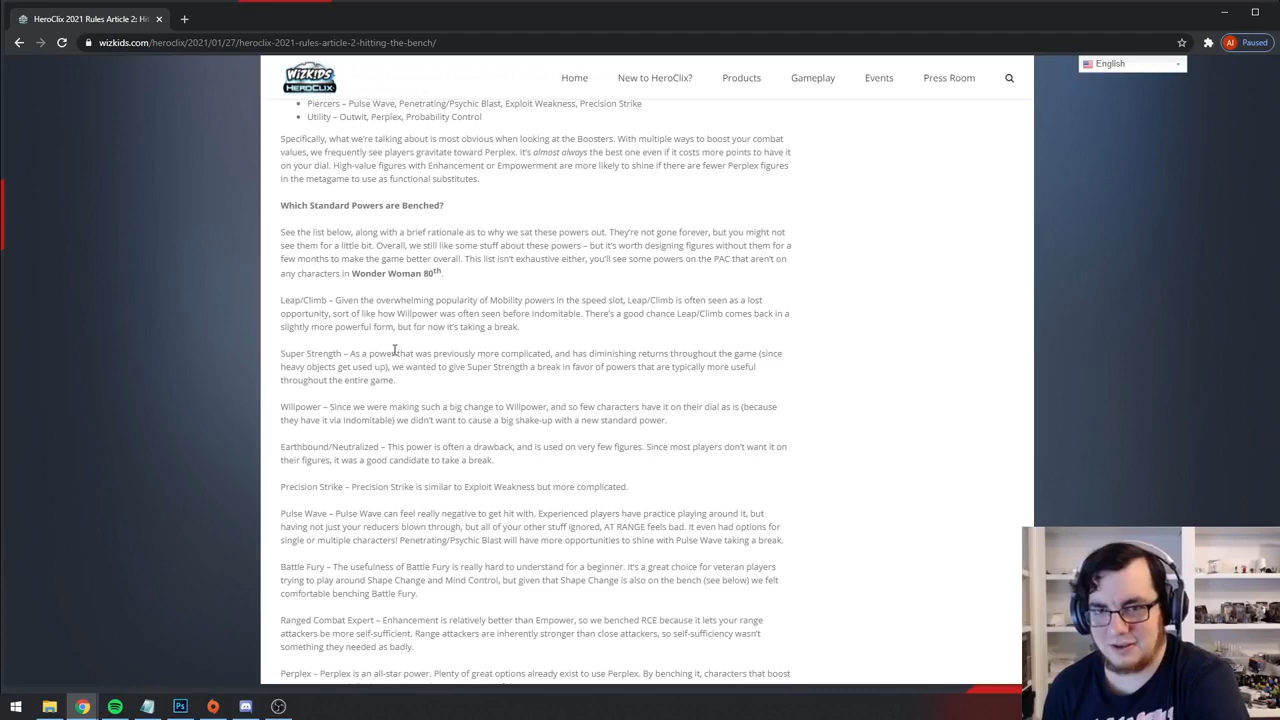 HeroClix 2021 Rules Article 2: Hit
wizkids.com/heroclix/2021/01/27/heroclix-2021-rules-article-2-hitting-the-bench/
AI Paused
English
WIZKIDS HEROCLIX
Home New to HeroClix? Products Gameplay Events Press Room
Piercers – Pulse Wave, Penetrating/Psychic Blast, Exploit Weakness, Precision Strike
Utility – Outwit, Perplex, Probability Control
Specifically, what we're talking about is most obvious when looking at the Boosters. With multiple ways to boost your combat
values, we frequently see players gravitate toward Perplex. It's almost always the best one even if it costs more points to have it
on your dial. High-value figures with Enhancement or Empowerment are more likely to shine if there are fewer Perplex figures
in the metagame to use as functional substitutes.
Which Standard Powers are Benched?
See the list below, along with a brief rationale as to why we sat these powers out. They're not gone forever, but you might not
see them for a little bit. Overall, we still like some stuff about these powers – but it's worth designing figures without them for a
few months to make the game better overall. This list isn't exhaustive either, you'll see some powers on the PAC that aren't on
any characters in Wonder Woman 80th.
Leap/Climb – Given the overwhelming popularity of Mobility powers in the speed slot, Leap/Climb is often seen as a lost
opportunity, sort of like how Willpower was often seen before Indomitable. There's a good chance Leap/Climb comes back in a
slightly more powerful form, but for now it's taking a break.
Super Strength – As a power that was previously more complicated, and has diminishing returns throughout the game (since
heavy objects get used up), we wanted to give Super Strength a break in favor of powers that are typically more useful
throughout the entire game.
Willpower – Since we were making such a big change to Willpower, and so few characters have it on their dial as is (because
they have it via Indomitable) we didn't want to cause a big shake-up with a new standard power.
Earthbound/Neutralized – This power is often a drawback, and is used on very few figures. Since most players don't want it on
their figures, it was a good candidate to take a break.
Precision Strike – Precision Strike is similar to Exploit Weakness but more complicated.
Pulse Wave – Pulse Wave can feel really negative to get hit with. Experienced players have practice playing around it, but
having not just your reducers blown through, but all of your other stuff ignored, AT RANGE feels bad. It even had options for
single or multiple characters! Penetrating/Psychic Blast will have more opportunities to shine with Pulse Wave taking a break.
Battle Fury – The usefulness of Battle Fury is really hard to understand for a beginner. It's a great choice for veteran players
trying to play around Shape Change and Mind Control, but given that Shape Change is also on the bench (see below) we felt
comfortable benching Battle Fury.
Ranged Combat Expert – Enhancement is relatively better than Empower, so we benched RCE because it lets your range
attackers be more self-sufficient. Range attackers are inherently stronger than close attackers, so self-sufficiency wasn't
something they needed as badly.
Perplex – Perplex is an all-star power. Plenty of great options already exist to use Perplex. By benching it, characters that boost